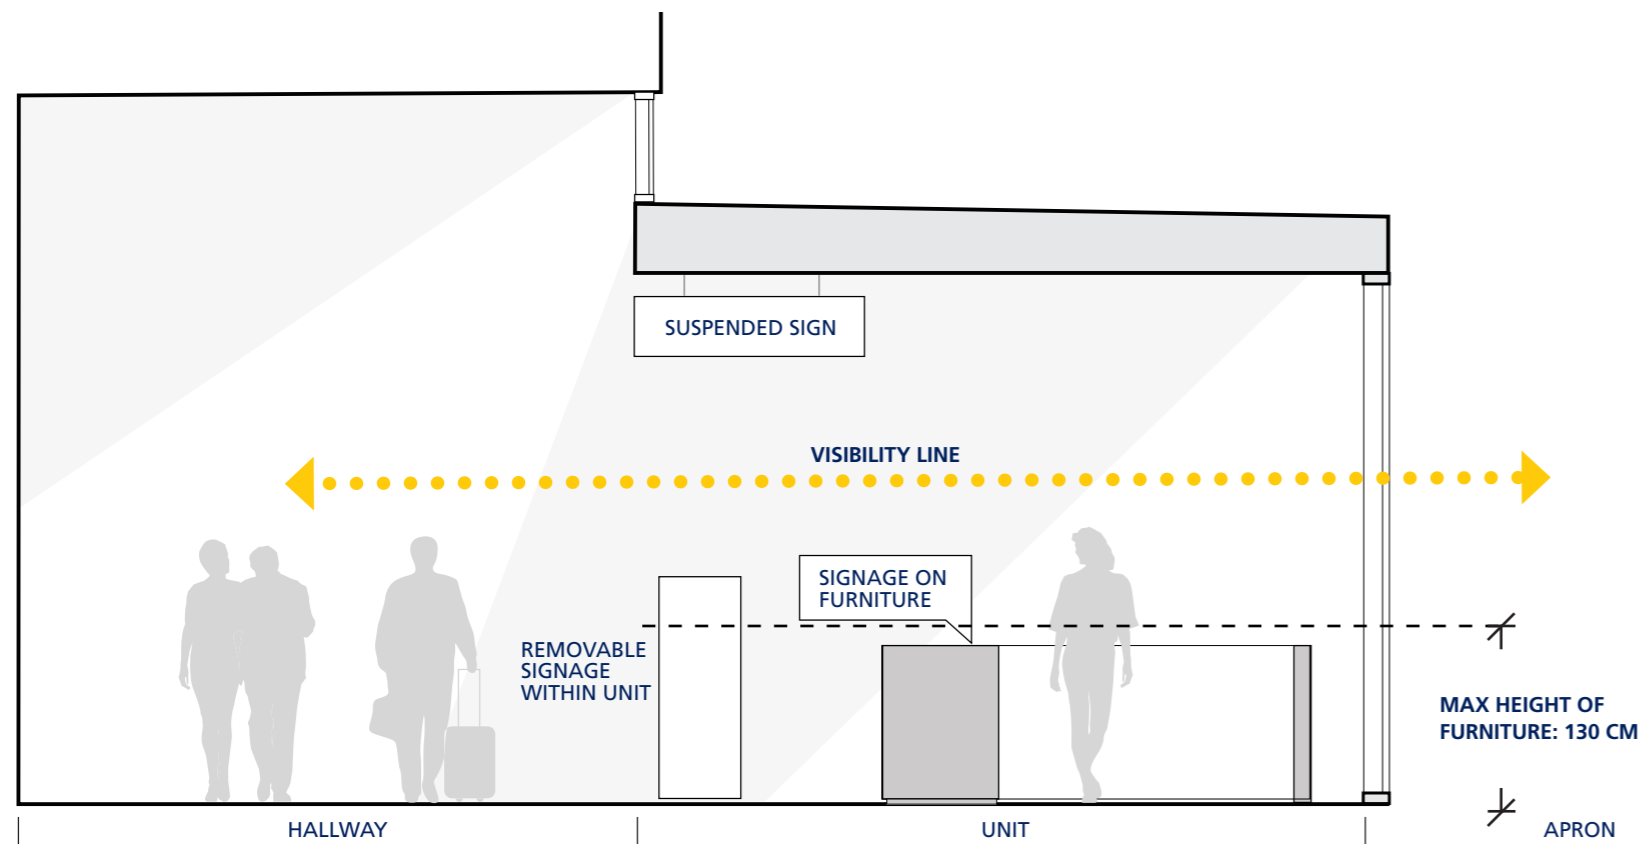 SUSPENDED SIGN
VISIBILITY LINE
SIGNAGE ON
FURNITURE
REMOVABLE
SIGNAGE
WITHIN UNIT
MAX HEIGHT OF
FURNITURE: 130 CM
HALLWAY
UNIT
APRON